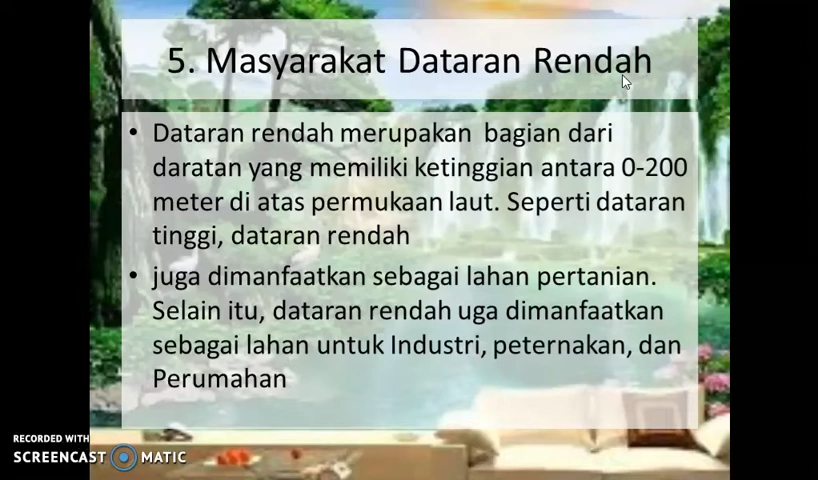 5. Masyarakat Dataran Rendah
• Dataran rendah merupakan bagian dari
daratan yang memiliki ketinggian antara 0-200
meter di atas permukaan laut. Seperti dataran
tinggi, dataran rendah
• juga dimanfaatkan sebagai lahan pertanian.
Selain itu, dataran rendah uga dimanfaatkan
sebagai lahan untuk Industri, peternakan, dan
Perumahan
RECORDED WITH
SCREENCAST MATIC